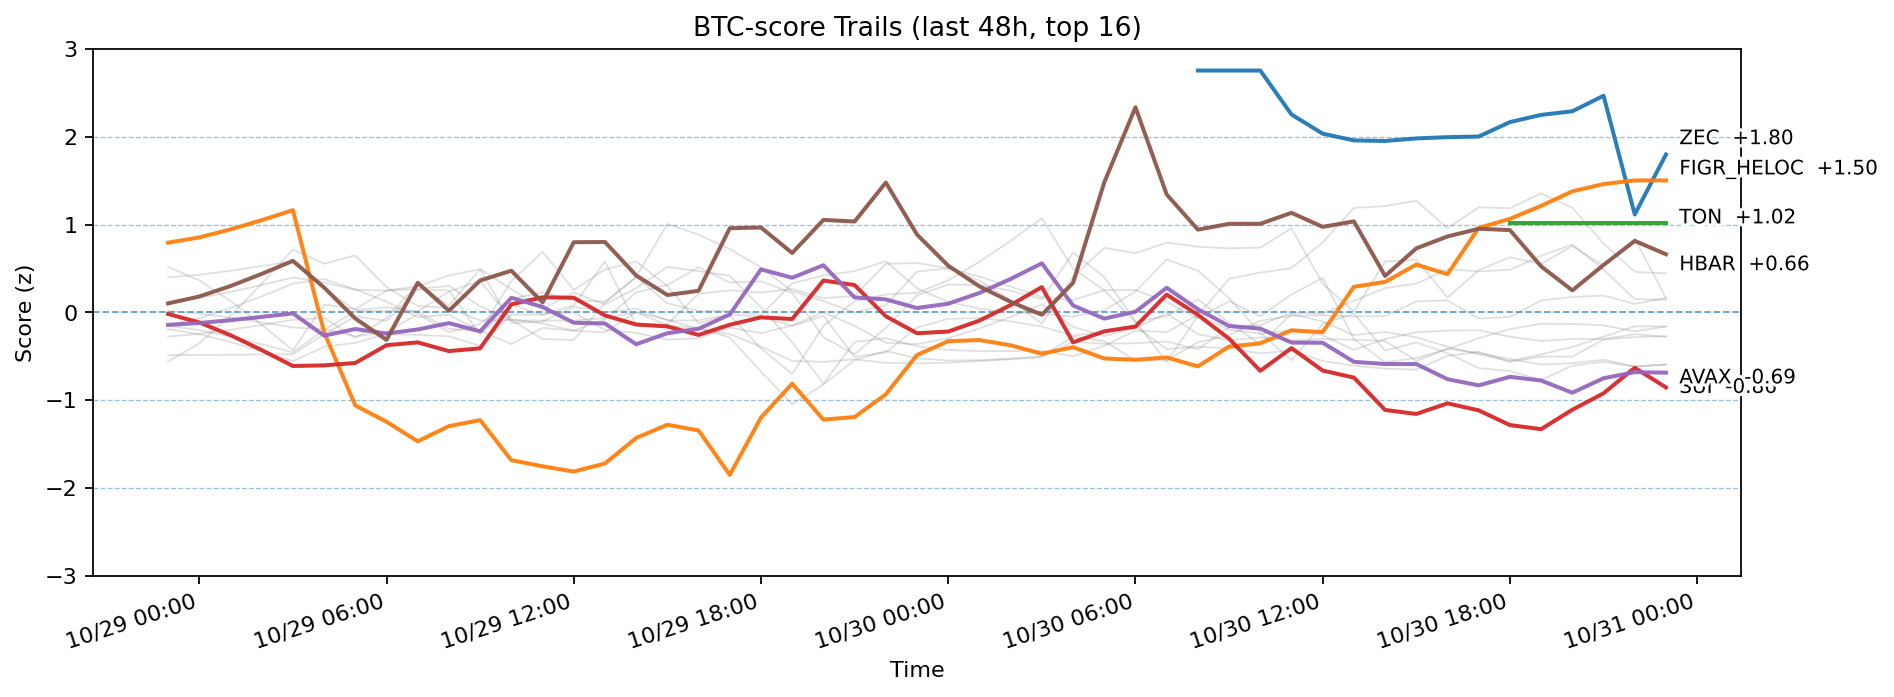 BTC-score Trails (last 48h, top 16)
Score (z)
3
2
1
0
−1
−2
−3
ZEC +1.80
FIGR_HELOC +1.50
TON +1.02
HBAR +0.66
AVAX -0.69
10/29 00:00
10/29 06:00
10/29 12:00
10/29 18:00
10/30 00:00
10/30 06:00
10/30 12:00
10/30 18:00
10/31 00:00
Time